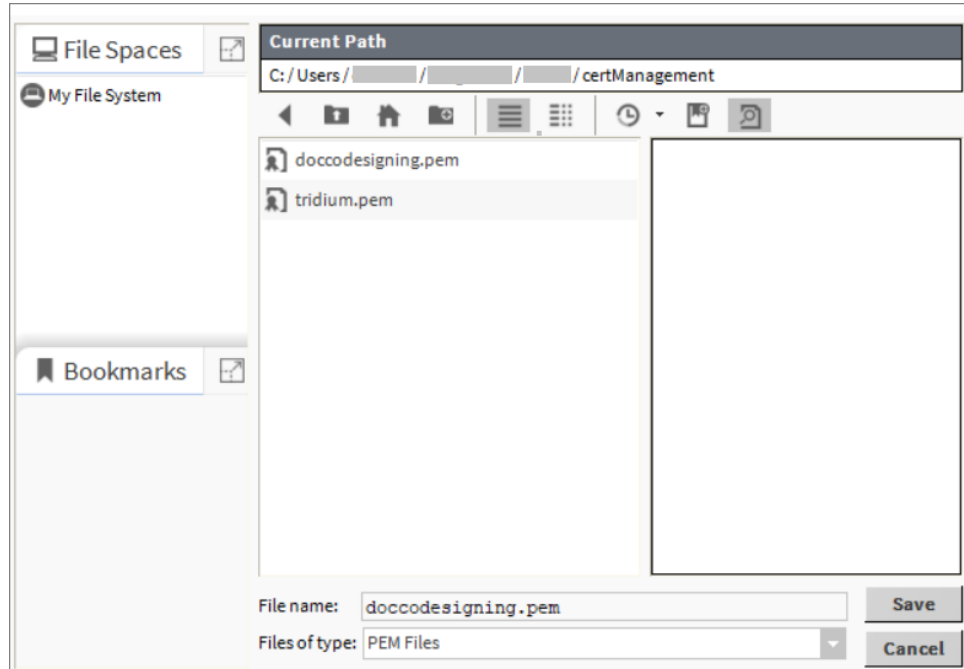 File Spaces
My File System
Bookmarks
Current Path
C:/Users/ / / /certManagement
doccodesigning.pem
tridium.pem
File name: doccodesigning.pem
Save
Files of type: PEM Files
Cancel